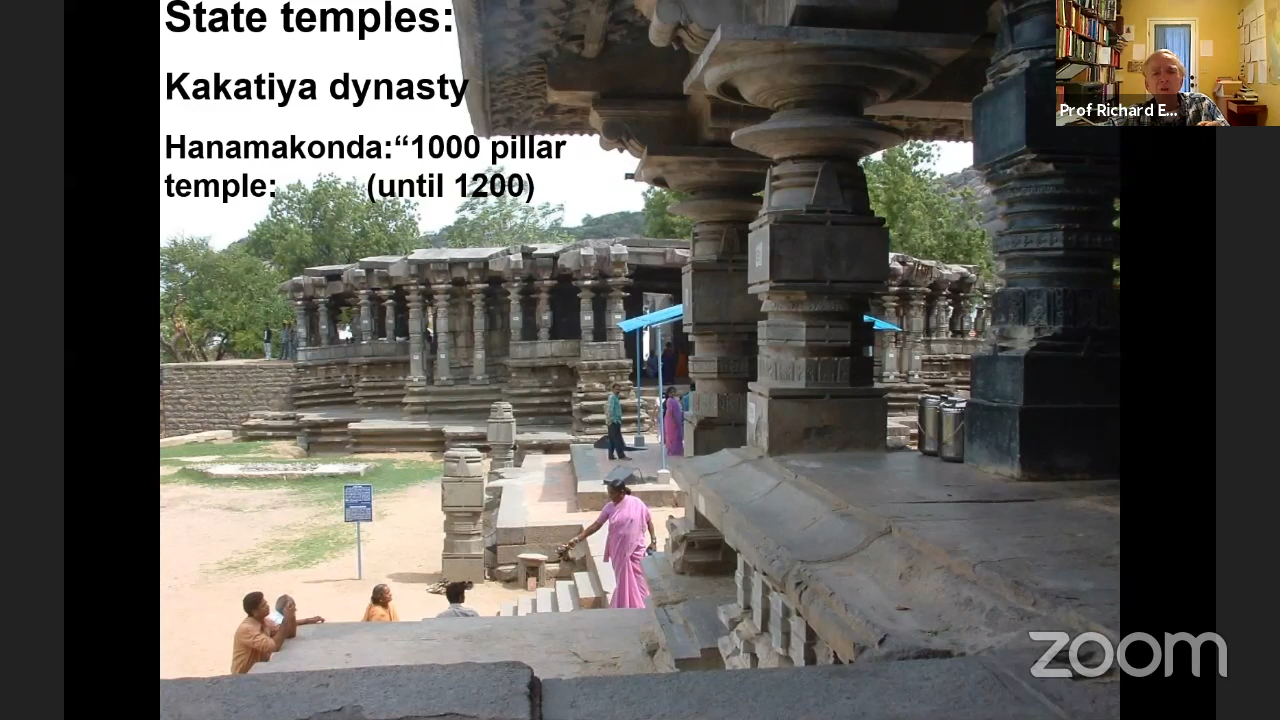 State temples:
Kakatiya dynasty
Hanamakonda:“1000 pillar
temple: (until 1200)
Prof Richard E...
zoom